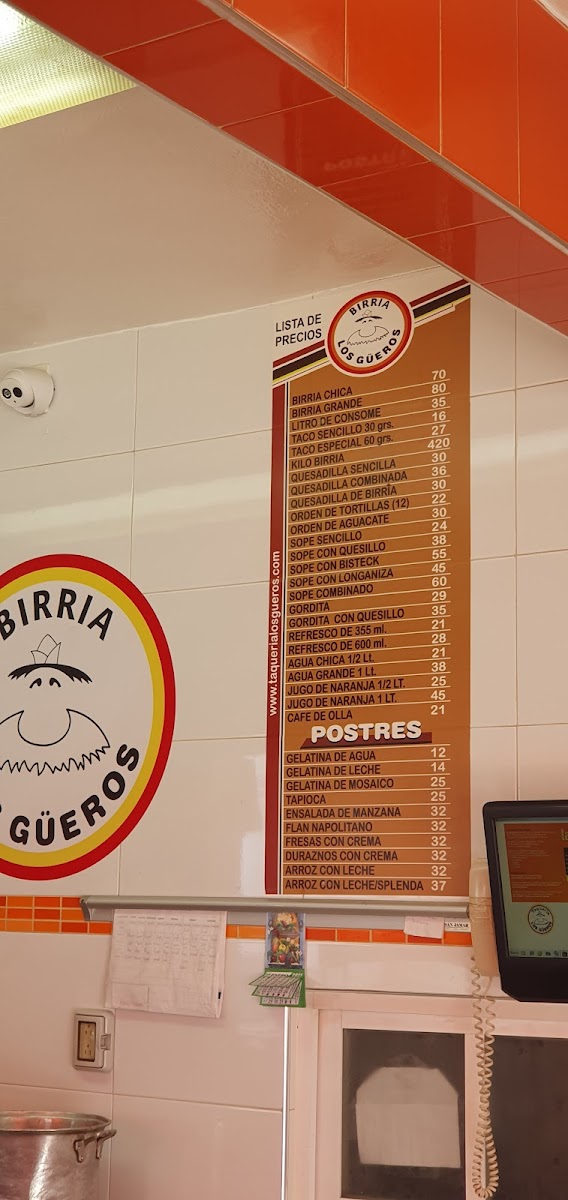 LISTA DE
PRECIOS
BIRRIA
LOS GÜEROS
BIRRIA CHICA 70
BIRRIA GRANDE 80
LITRO DE CONSOME 35
TACO SENCILLO 30 grs. 16
TACO ESPECIAL 60 grs. 27
KILO BIRRIA 420
QUESADILLA SENCILLA 30
QUESADILLA COMBINADA 36
QUESADILLA DE BIRRÍA 30
ORDEN DE TORTILLAS (12) 22
ORDEN DE AGUACATE 30
SOPE SENCILLO 24
SOPE CON QUESILLO 38
SOPE CON BISTECK 55
SOPE CON LONGANIZA 45
SOPE COMBINADO 60
GORDITA 29
GORDITA CON QUESILLO 35
REFRESCO DE 355 ml. 21
REFRESCO DE 600 ml. 28
AGUA CHICA 1/2 Lt. 21
AGUA GRANDE 1 Lt. 38
JUGO DE NARANJA 1/2 LT. 25
JUGO DE NARANJA 1 LT. 45
CAFE DE OLLA 21
POSTRES
GELATINA DE AGUA 12
GELATINA DE LECHE 14
GELATINA DE MOSAICO 25
TAPIOCA 25
ENSALADA DE MANZANA 32
FLAN NAPOLITANO 32
FRESAS CON CREMA 32
DURAZNOS CON CREMA 32
ARROZ CON LECHE 32
ARROZ CON LECHE/SPLENDA 37
www.taquerialosgueros.com
BIRRIA
GÜEROS